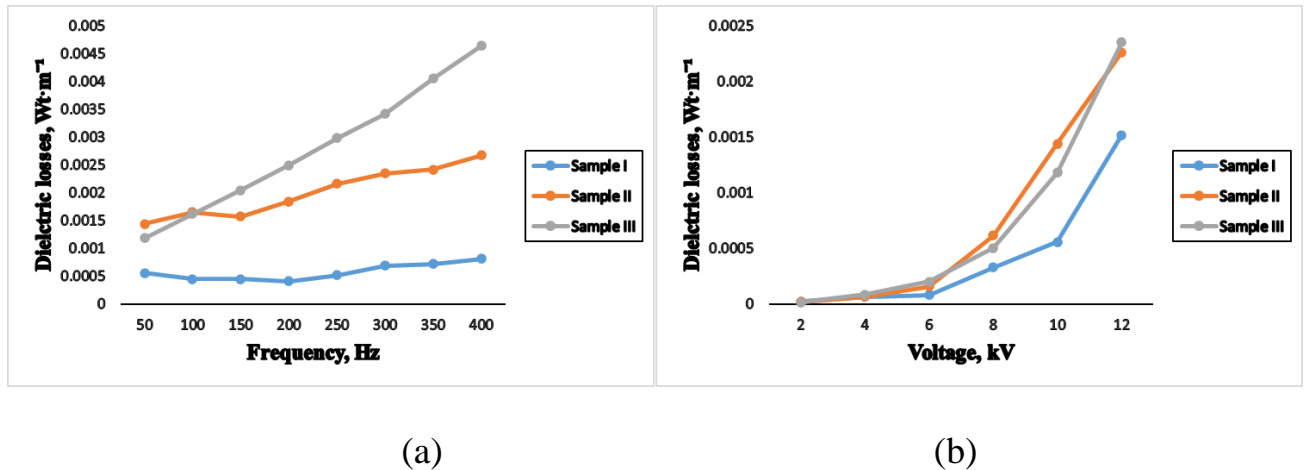 Dielctric losses, Wt·m⁻¹
0.005
0.0045
0.004
0.0035
0.003
0.0025
0.002
0.0015
0.001
0.0005
0
50 100 150 200 250 300 350 400
Frequency, Hz
Sample I
Sample II
Sample III
Dielctric losses, Wt·m⁻¹
0.0025
0.002
0.0015
0.001
0.0005
0
2 4 6 8 10 12
Voltage, kV
Sample I
Sample II
Sample III
(a)
(b)